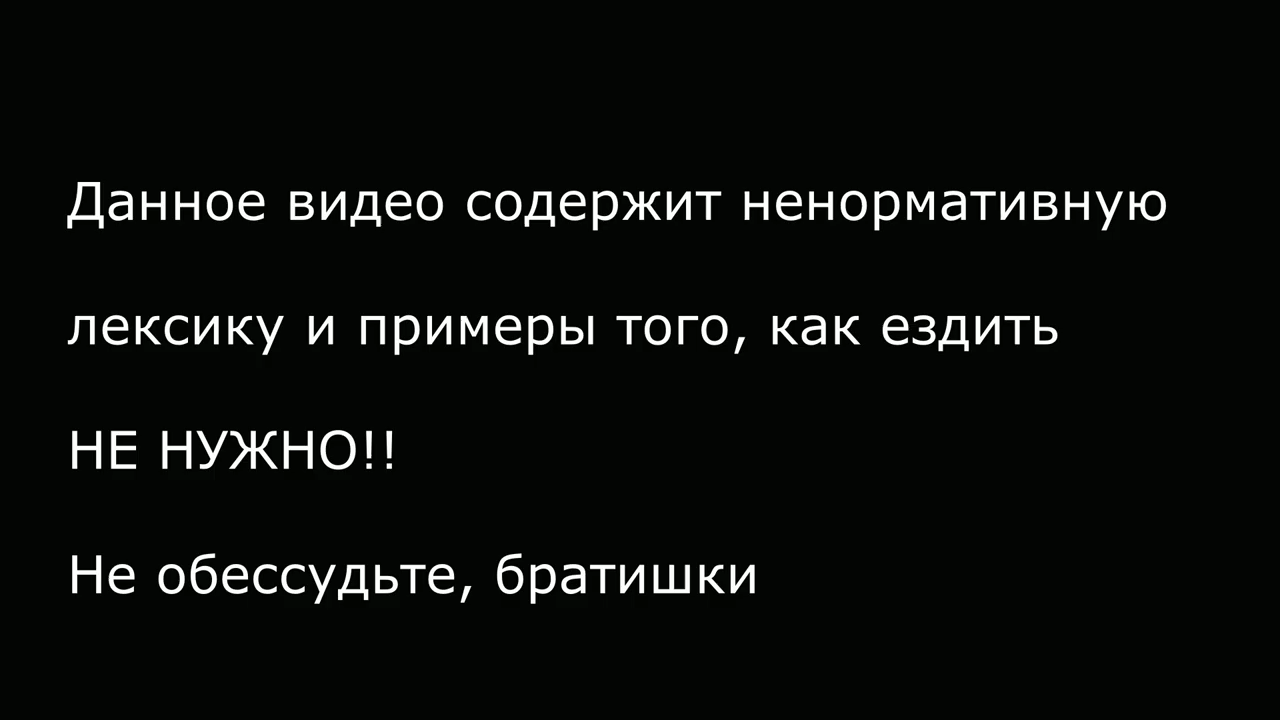 Данное видео содержит ненормативную
лексику и примеры того, как ездить
НЕ НУЖНО!!
Не обессудьте, братишки